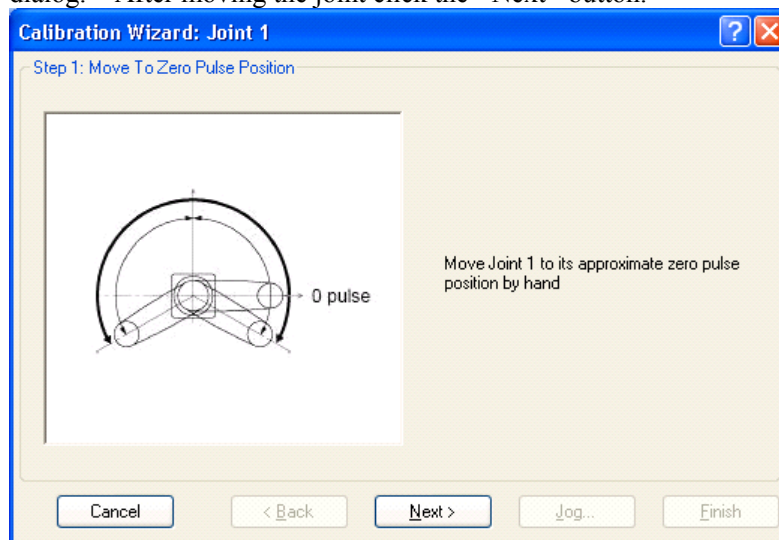 dialog. After moving the joint click the "Next" button.
Calibration Wizard: Joint 1
Step 1: Move To Zero Pulse Position
0 pulse
Move Joint 1 to its approximate zero pulse
position by hand
Cancel
< Back
Next >
Jog...
Finish